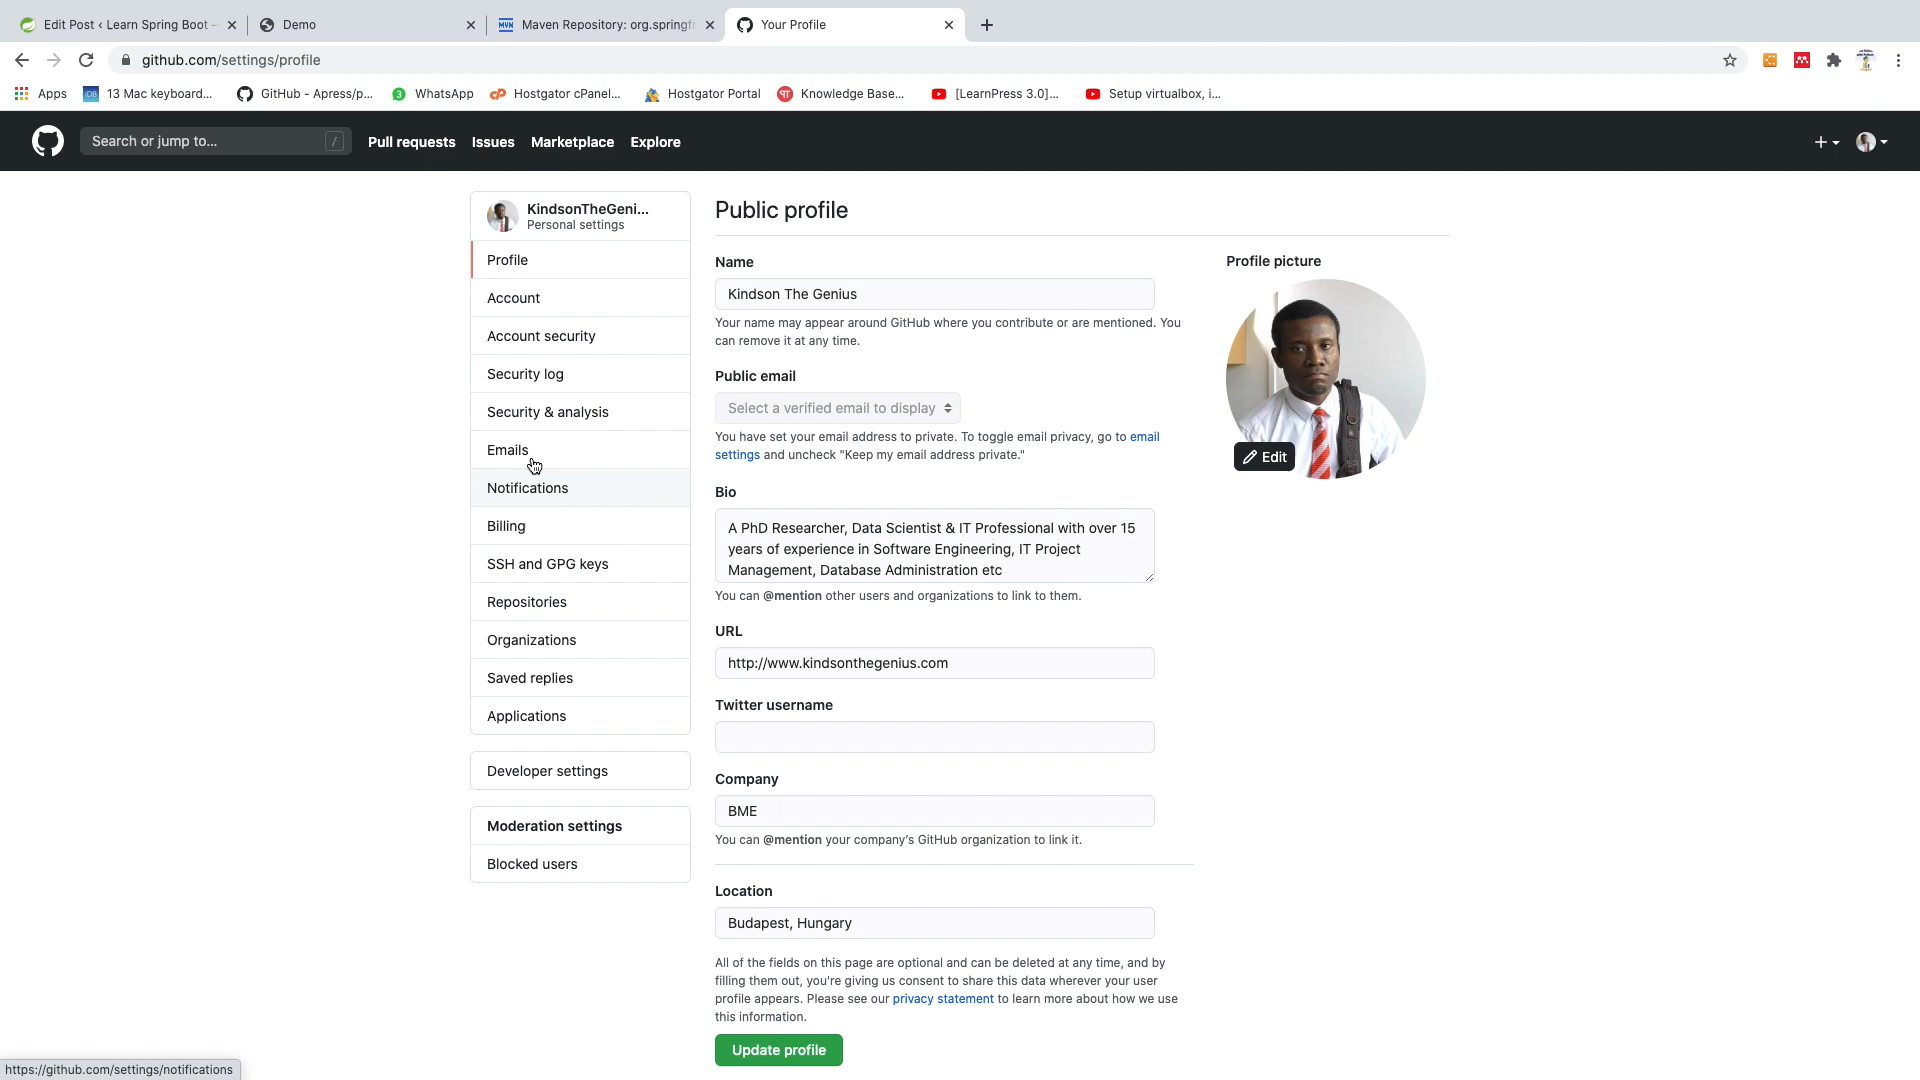 Edit Post ‹ Learn Spring Boot –
Demo
MVN Maven Repository: org.springfr
Your Profile
github.com/settings/profile
Apps
13 Mac keyboard...
GitHub - Apress/p...
3 WhatsApp
cP Hostgator cPanel...
Hostgator Portal
Knowledge Base...
[LearnPress 3.0]...
Setup virtualbox, i...
Search or jump to... /
Pull requests
Issues
Marketplace
Explore
KindsonTheGeni...
Personal settings
Profile
Account
Account security
Security log
Security & analysis
Emails
Notifications
Billing
SSH and GPG keys
Repositories
Organizations
Saved replies
Applications
Developer settings
Moderation settings
Blocked users
Public profile
Name
Kindson The Genius
Your name may appear around GitHub where you contribute or are mentioned. You
can remove it at any time.
Public email
Select a verified email to display
You have set your email address to private. To toggle email privacy, go to email
settings and uncheck "Keep my email address private."
Bio
A PhD Researcher, Data Scientist & IT Professional with over 15
years of experience in Software Engineering, IT Project
Management, Database Administration etc
You can @mention other users and organizations to link to them.
URL
http://www.kindsonthegenius.com
Twitter username
Company
BME
You can @mention your company's GitHub organization to link it.
Location
Budapest, Hungary
All of the fields on this page are optional and can be deleted at any time, and by
filling them out, you're giving us consent to share this data wherever your user
profile appears. Please see our privacy statement to learn more about how we use
this information.
Update profile
Profile picture
Edit
https://github.com/settings/notifications